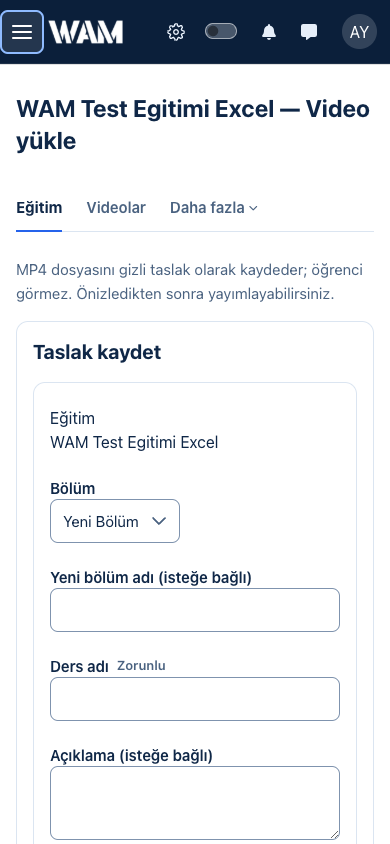 WAM
AY
WAM Test Egitimi Excel — Video
yükle
Eğitim Videolar Daha fazla
MP4 dosyasını gizli taslak olarak kaydeder; öğrenci
görmez. Önizledikten sonra yayımlayabilirsiniz.
Taslak kaydet
Eğitim
WAM Test Egitimi Excel
Bölüm
Yeni Bölüm
Yeni bölüm adı (isteğe bağlı)
Ders adı Zorunlu
Açıklama (isteğe bağlı)